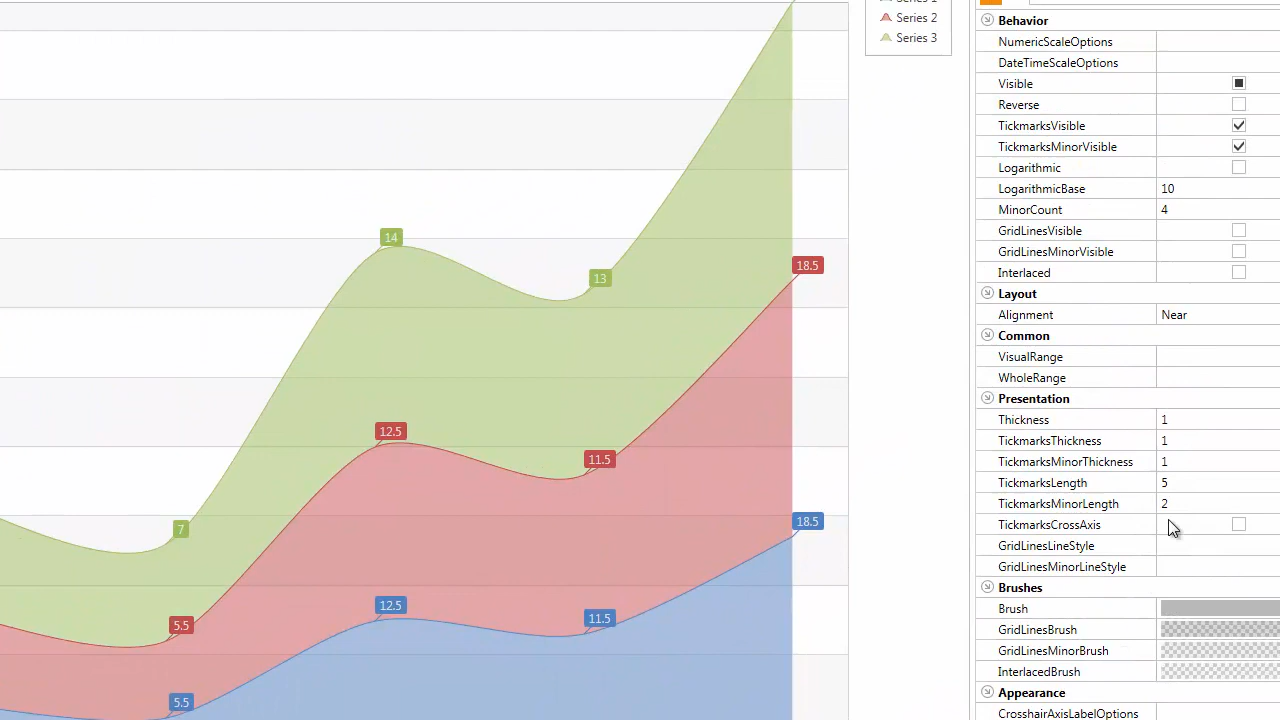 Series 2
Series 3
14
13
18.5
12.5
11.5
7
18.5
5.5
12.5
11.5
5.5
Behavior
NumericScaleOptions
DateTimeScaleOptions
Visible
Reverse
TickmarksVisible
TickmarksMinorVisible
Logarithmic
LogarithmicBase 10
MinorCount 4
GridLinesVisible
GridLinesMinorVisible
Interlaced
Layout
Alignment Near
Common
VisualRange
WholeRange
Presentation
Thickness 1
TickmarksThickness 1
TickmarksMinorThickness 1
TickmarksLength 5
TickmarksMinorLength 2
TickmarksCrossAxis
GridLinesLineStyle
GridLinesMinorLineStyle
Brushes
Brush
GridLinesBrush
GridLinesMinorBrush
InterlacedBrush
Appearance
CrosshairAxisLabelOptions